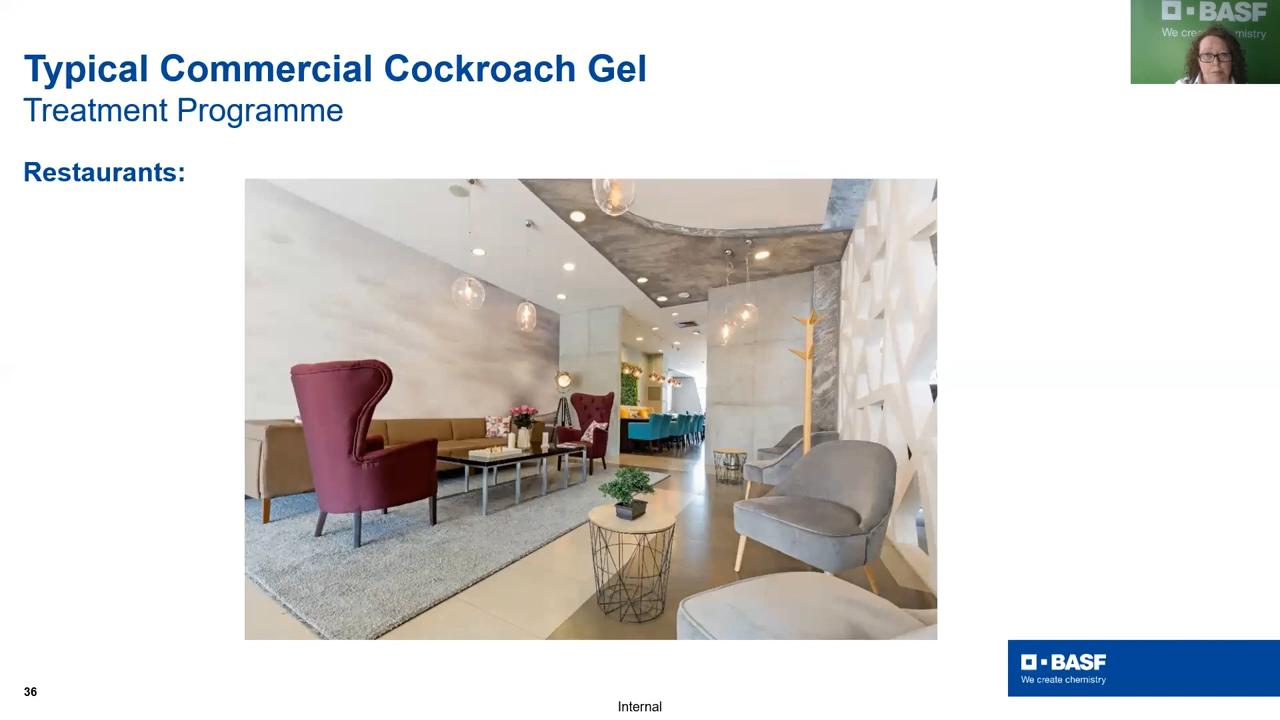 Typical Commercial Cockroach Gel
Treatment Programme
BASF
We create chemistry
Restaurants:
BASF
We create chemistry
36
Internal